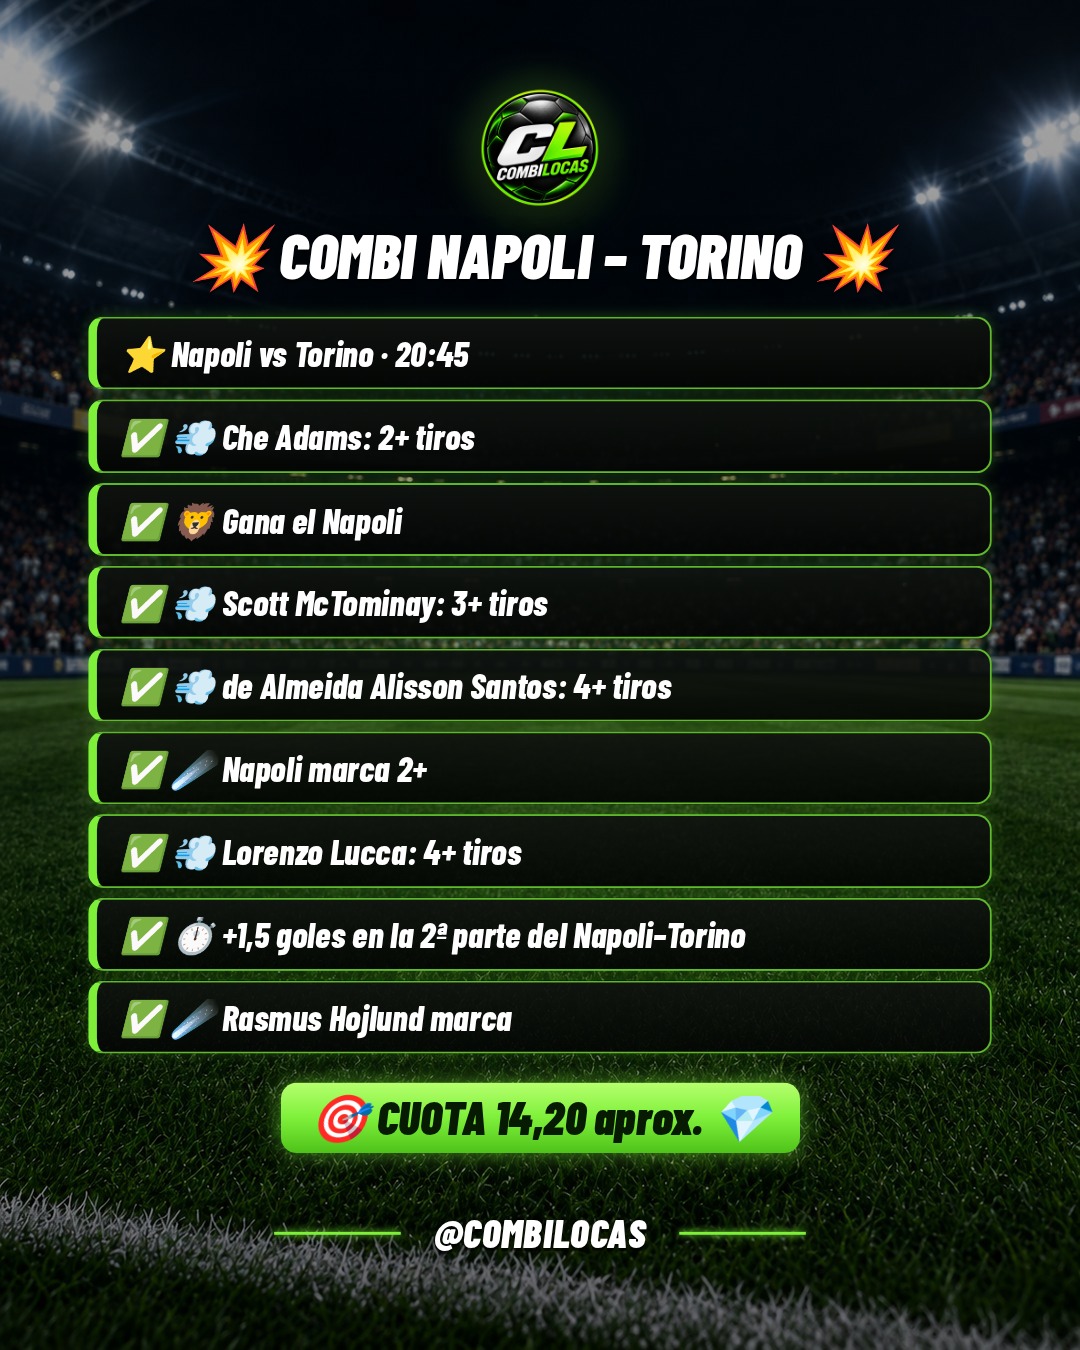 CL
COMBILOCAS
💥 COMBI NAPOLI - TORINO 💥
⭐ Napoli vs Torino · 20:45
✅ 💨 Che Adams: 2+ tiros
✅ 🦁 Gana el Napoli
✅ 💨 Scott McTominay: 3+ tiros
✅ 💨 de Almeida Alisson Santos: 4+ tiros
✅ ☄️ Napoli marca 2+
✅ 💨 Lorenzo Lucca: 4+ tiros
✅ ⏱️ +1,5 goles en la 2ª parte del Napoli-Torino
✅ ☄️ Rasmus Hojlund marca
🎯 CUOTA 14,20 aprox. 💎
@COMBILOCAS